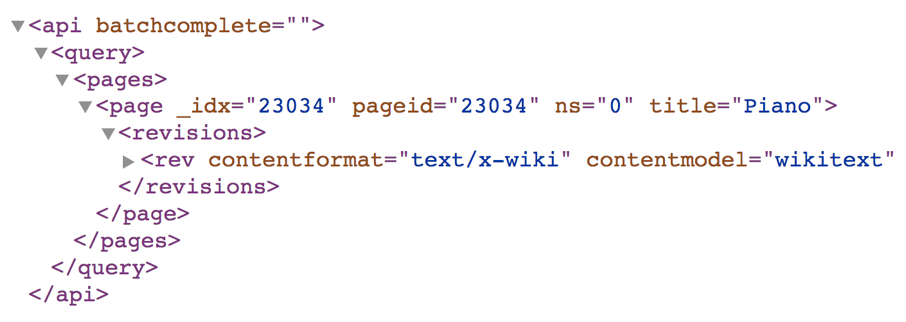 <api batchcomplete="">
<query>
<pages>
<page _idx="23034" pageid="23034" ns="0" title="Piano">
<revisions>
<rev contentformat="text/x-wiki" contentmodel="wikitext"
</revisions>
</page>
</pages>
</query>
</api>